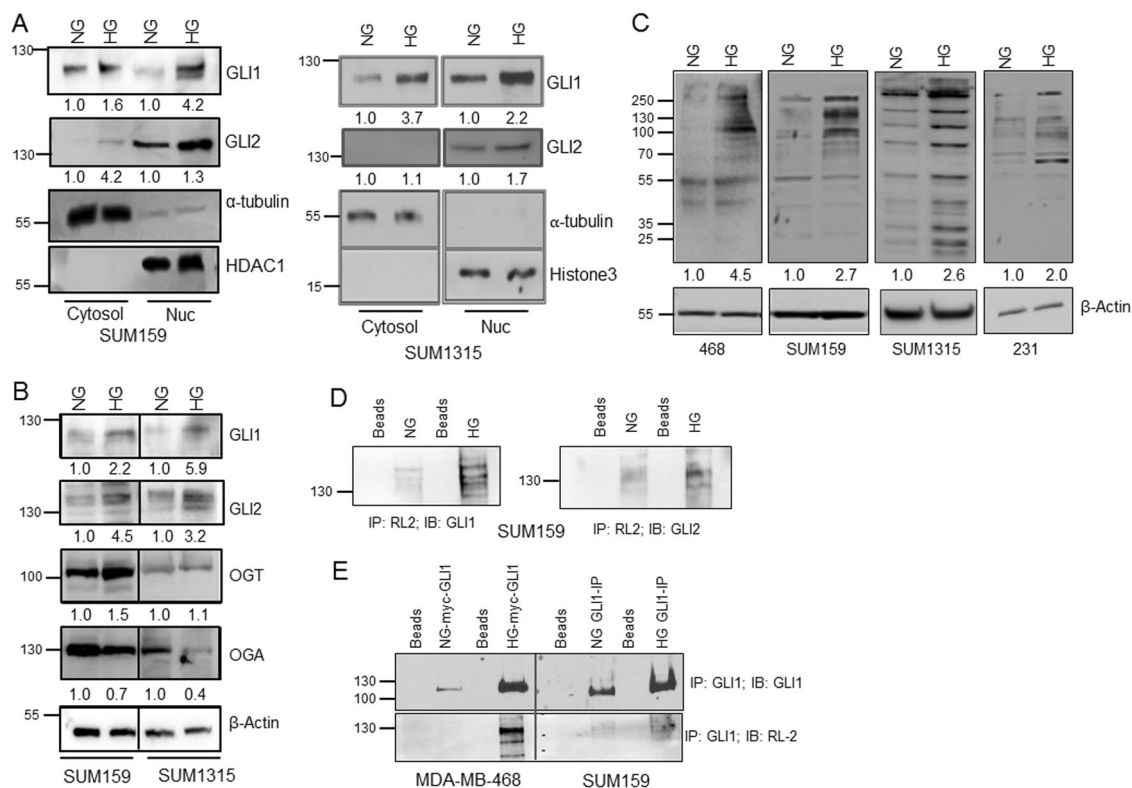 A
NG HG NG HG
130
GLI1
1.0 1.6 1.0 4.2
GLI2
130
1.0 4.2 1.0 1.3
α-tubulin
55
HDAC1
55
Cytosol Nuc
SUM159
NG HG NG HG
130
GLI1
1.0 3.7 1.0 2.2
GLI2
130
1.0 1.1 1.0 1.7
55
α-tubulin
Histone3
15
Cytosol Nuc
SUM1315
B
NG HG NG HG
130
GLI1
1.0 2.2 1.0 5.9
GLI2
130
1.0 4.5 1.0 3.2
OGT
100
1.0 1.5 1.0 1.1
130
OGA
1.0 0.7 1.0 0.4
55
β-Actin
SUM159 SUM1315
C
NG HG NG HG NG HG NG HG
250
130
100
70
55
35
25
1.0 4.5 1.0 2.7 1.0 2.6 1.0 2.0
55
β-Actin
468 SUM159 SUM1315 231
D
Beads NG Beads HG
130
IP: RL2; IB: GLI1
Beads NG Beads HG
130
IP: RL2; IB: GLI2
SUM159
E
Beads NG-myc-GLI1 Beads HG-myc-GLI1 Beads NG GLI1-IP Beads HG GLI1-IP
130
100
IP: GLI1; IB: GLI1
130
IP: GLI1; IB: RL-2
MDA-MB-468 SUM159